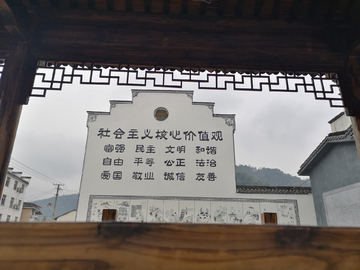 社会主义核心价值观
富强 民主 文明 和谐
自由 平等 公正 法治
爱国 敬业 诚信 友善